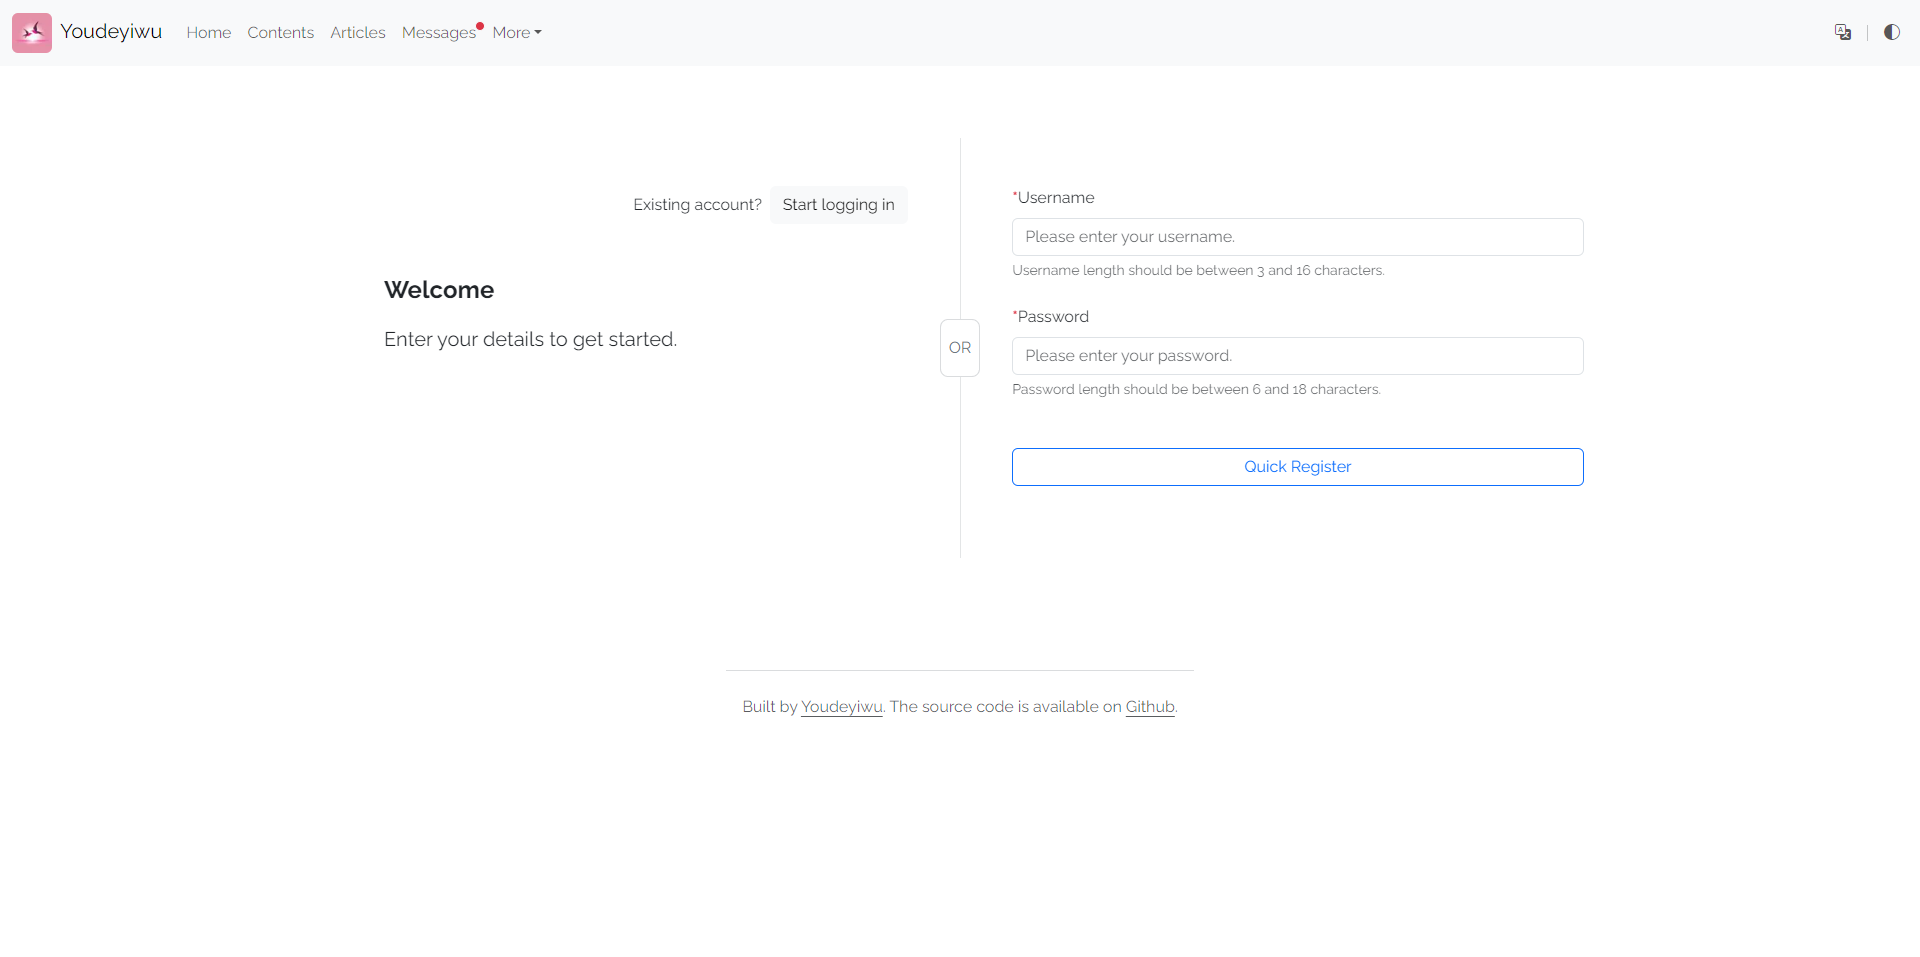 Youdeyiwu
Home Contents Articles Messages More
Existing account? Start logging in
Welcome
Enter your details to get started.
OR
*Username
Please enter your username.
Username length should be between 3 and 16 characters.
*Password
Please enter your password.
Password length should be between 6 and 18 characters.
Quick Register
Built by Youdeyiwu. The source code is available on Github.